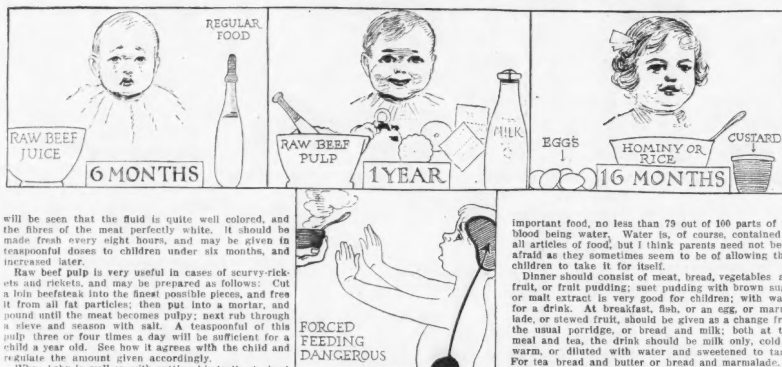 REGULAR
FOOD
RAW BEEF
JUICE
6 MONTHS
RAW BEEF
PULP
MILK
1 YEAR
EGGS
HOMINY OR
RICE
CUSTARD
16 MONTHS
will be seen that the fluid is quite well colored, and
the fibres of the meat perfectly white. It should be
made fresh every eight hours, and may be given in
teaspoonful doses to children under six months, and
increased later.
Raw beef pulp is very useful in cases of scurvy-rick-
ets and rickets, and may be prepared as follows: Cut
a loin beefsteak into the finest possible pieces, and free
it from all fat particles; then put into a mortar, and
pound until the meat becomes pulpy; next rub through
a sieve and season with salt. A teaspoonful of this
pulp three or four times a day will be sufficient for a
child a year old. See how it agrees with the child and
regulate the amount given accordingly.
FORCED
FEEDING
DANGEROUS
important food, no less than 79 out of 100 parts of
blood being water. Water is, of course, contained
all articles of food, but I think parents need not be
afraid as they sometimes seem to be of allowing
children to take it for itself.
Dinner should consist of meat, bread, vegetables
fruit, or fruit pudding; suet pudding with brown
or malt extract is very good for children; with
for a drink. At breakfast, fish, or an egg, or
lade, or stewed fruit, should be given as a change
the usual porridge, or bread and milk; both at
meal and tea, the drink should be milk only, cold
warm, or diluted with water and sweetened to
For tea bread and butter or bread and marmalade.